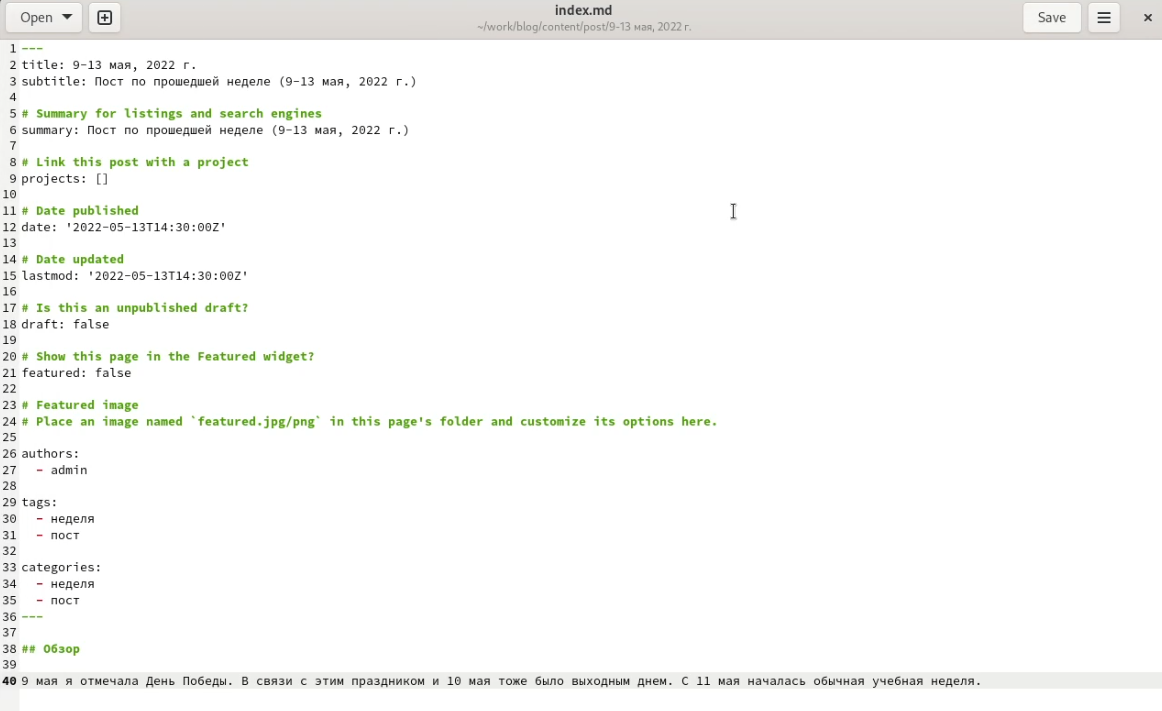 Open
index.md
~/work/blog/content/post/9-13 мая, 2022 г.
Save
1 ---
2 title: 9-13 мая, 2022 г.
3 subtitle: Пост по прошедшей неделе (9-13 мая, 2022 г.)
4
5 # Summary for listings and search engines
6 summary: Пост по прошедшей неделе (9-13 мая, 2022 г.)
7
8 # Link this post with a project
9 projects: []
10
11 # Date published
12 date: '2022-05-13T14:30:00Z'
13
14 # Date updated
15 lastmod: '2022-05-13T14:30:00Z'
16
17 # Is this an unpublished draft?
18 draft: false
19
20 # Show this page in the Featured widget?
21 featured: false
22
23 # Featured image
24 # Place an image named `featured.jpg/png` in this page's folder and customize its options here.
25
26 authors:
27   - admin
28
29 tags:
30   - неделя
31   - пост
32
33 categories:
34   - неделя
35   - пост
36 ---
37
38 ## Обзор
39
40 9 мая я отмечала День Победы. В связи с этим праздником и 10 мая тоже было выходным днем. С 11 мая началась обычная учебная неделя.